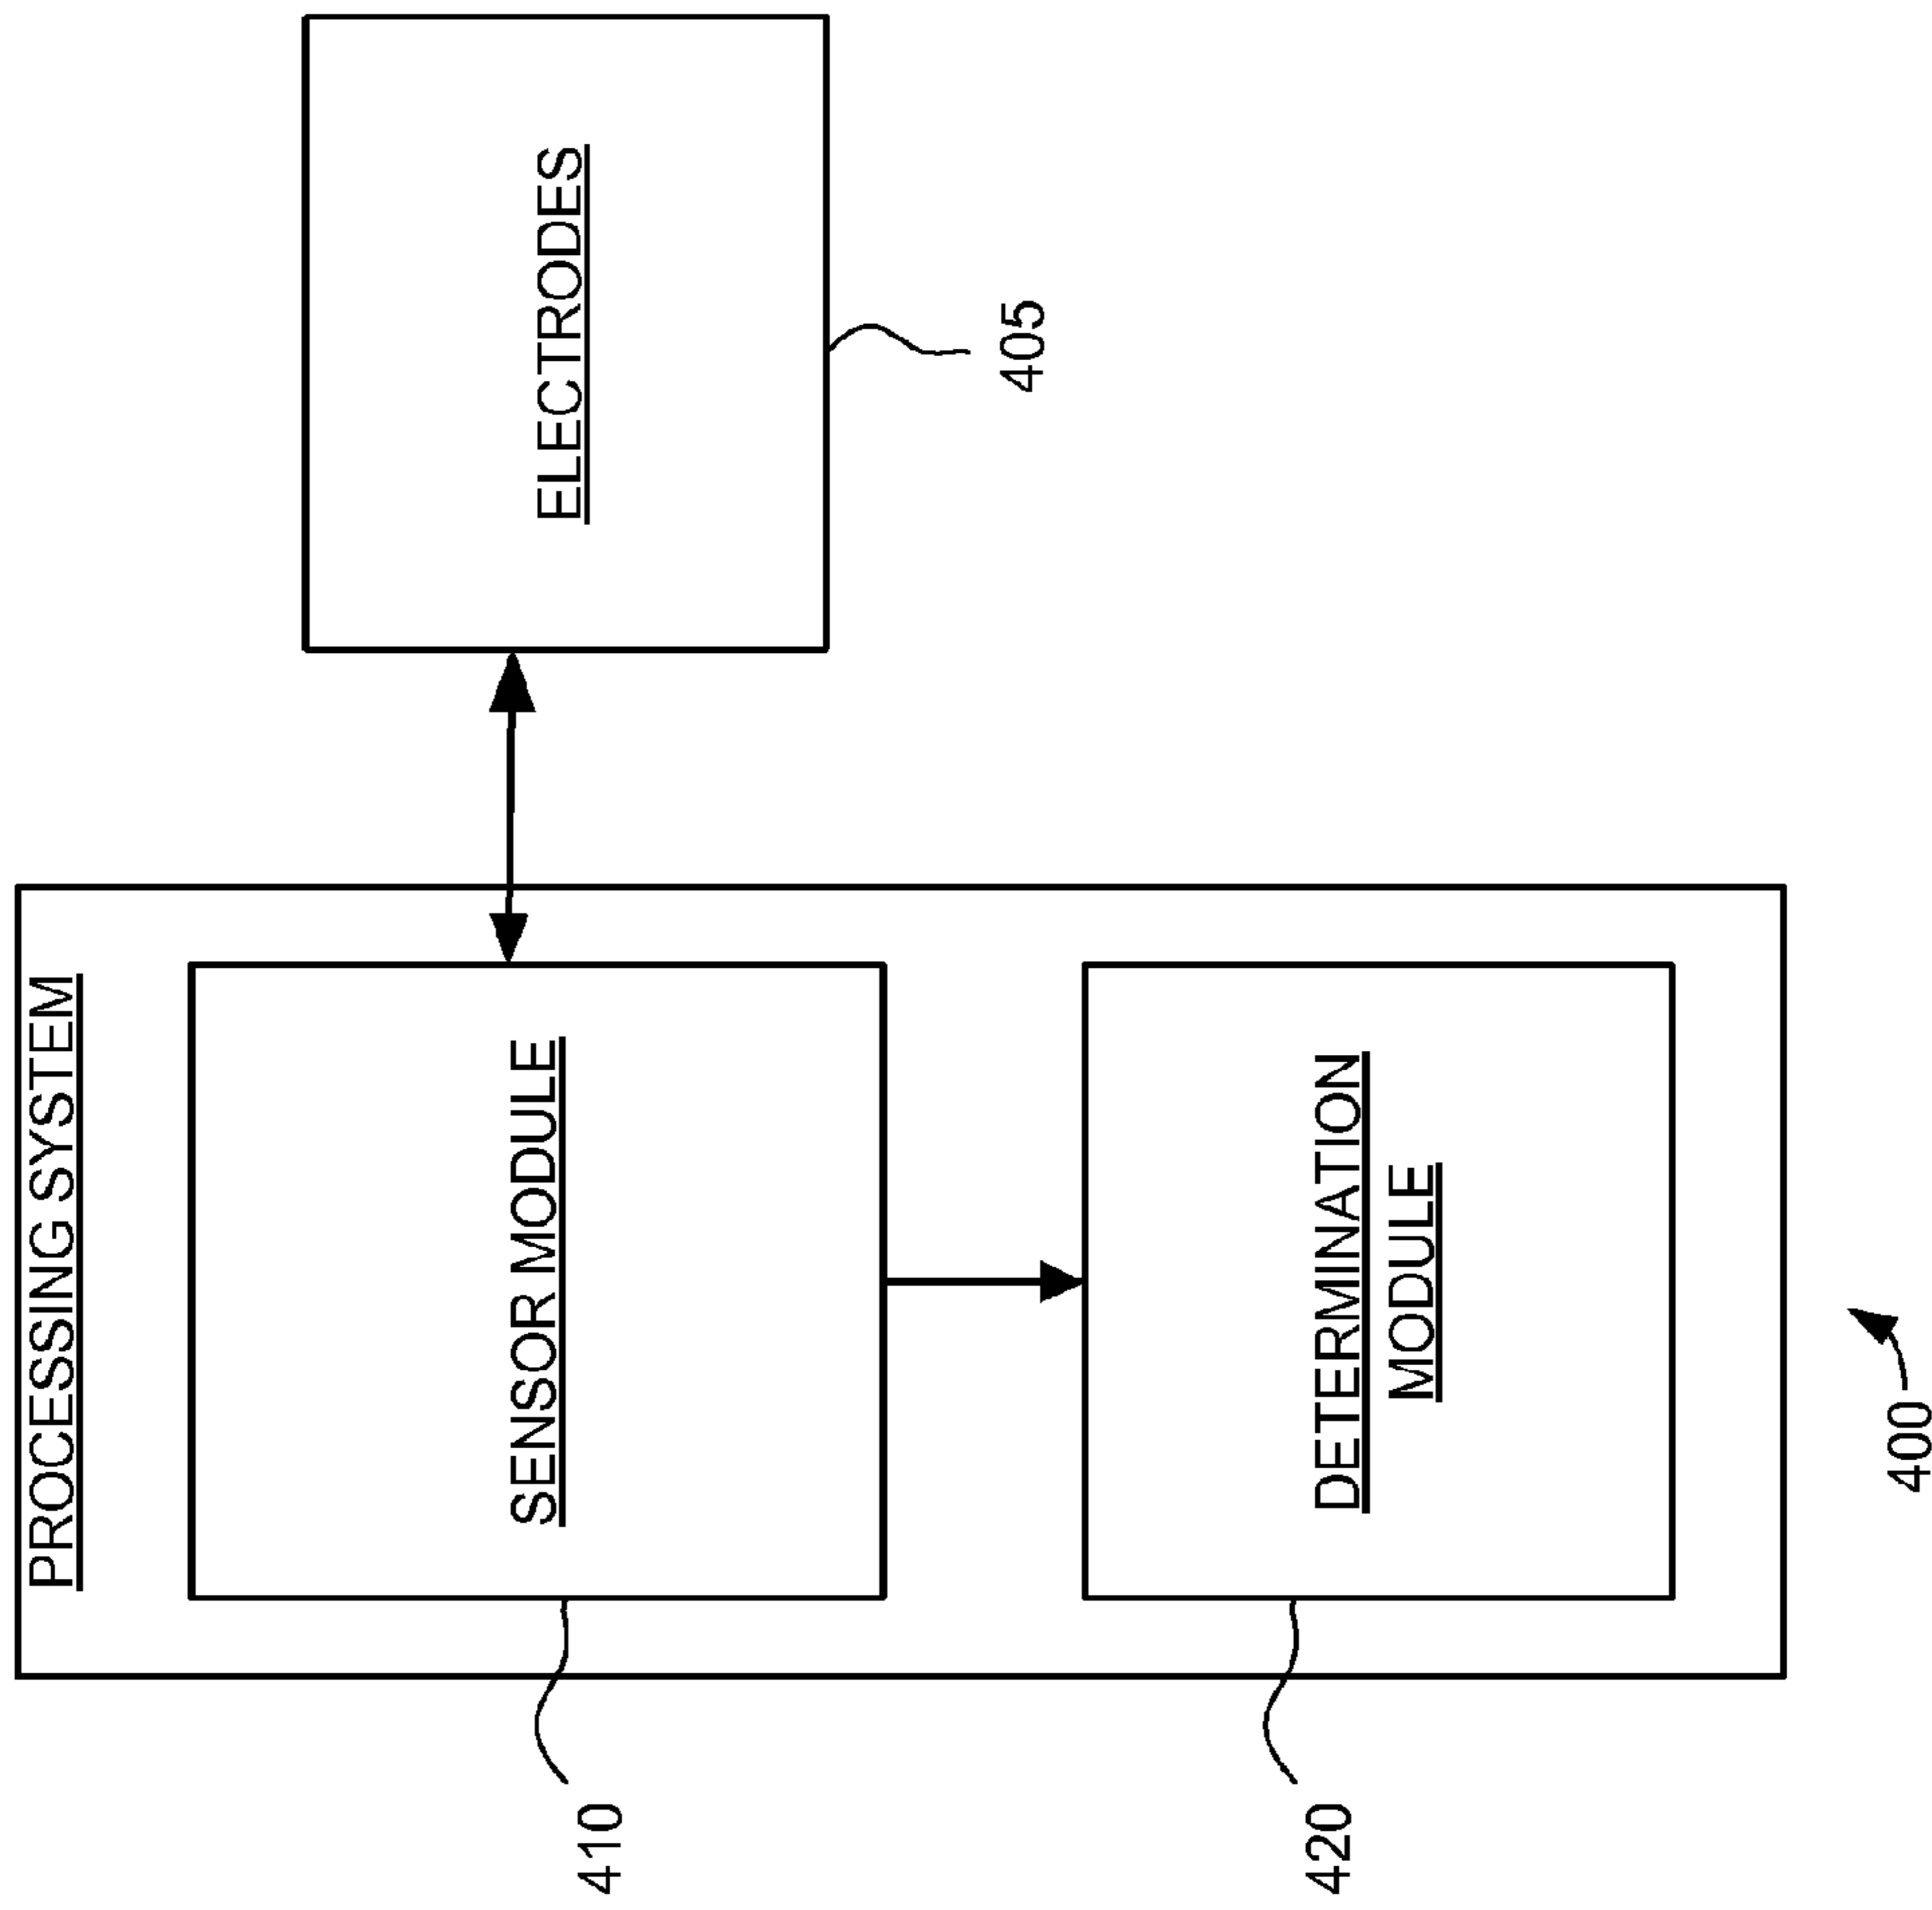 PROCESSING SYSTEM
410
SENSOR MODULE
ELECTRODES
405
420
DETERMINATION
MODULE
400